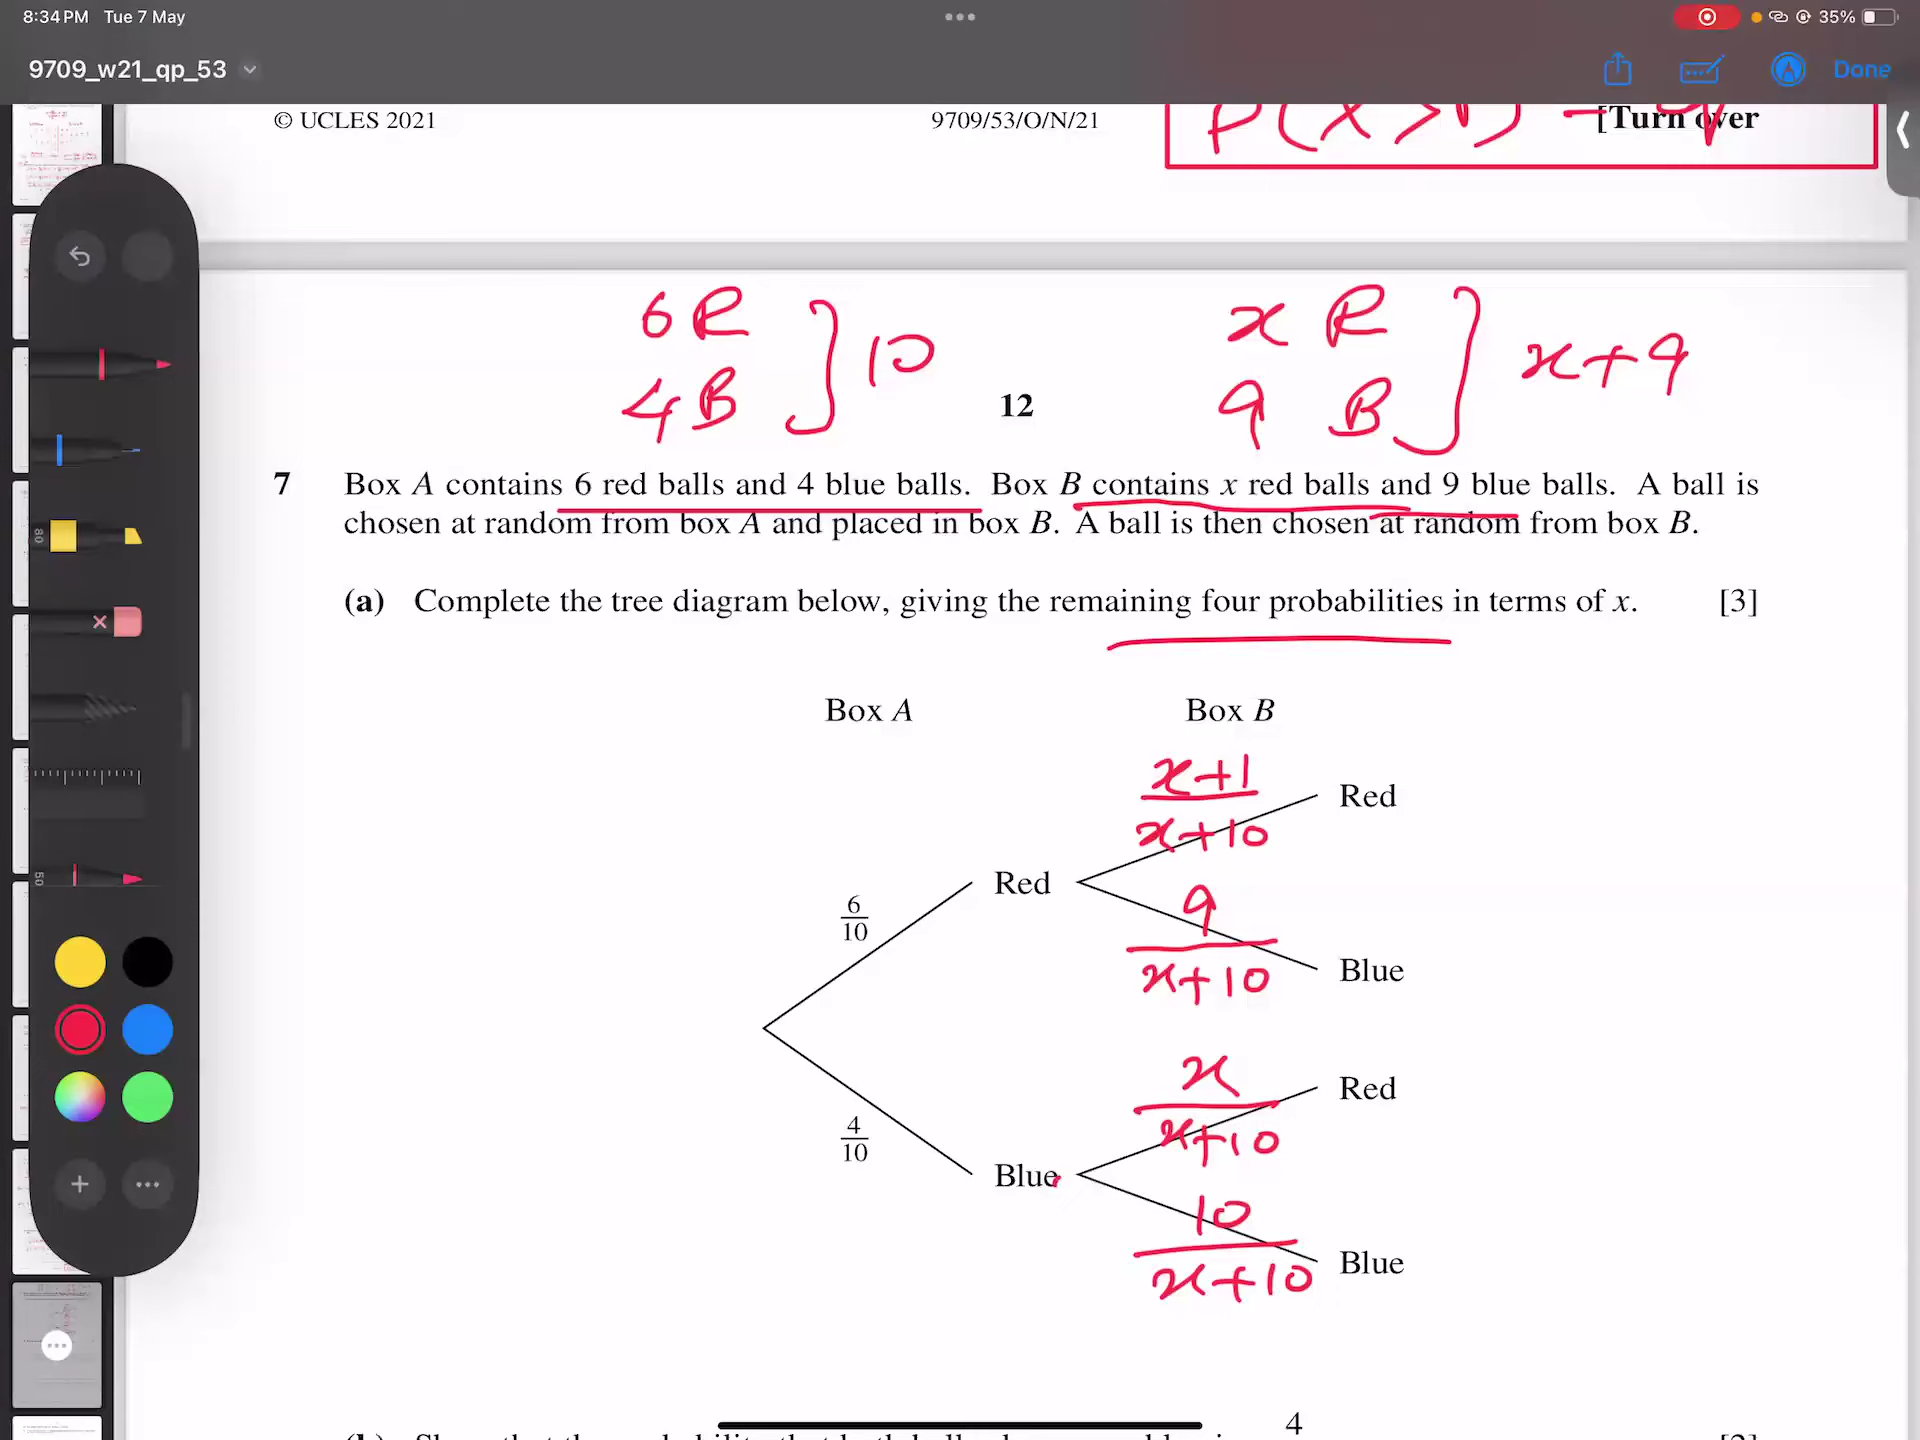 8:34 PM Tue 7 May
35%
9709_w21_qp_53
Done
© UCLES 2021
9709/53/O/N/21
[Turn over
6R
4B
10
x R
9 B
x+9
12
7 Box A contains 6 red balls and 4 blue balls. Box B contains x red balls and 9 blue balls. A ball is
chosen at random from box A and placed in box B. A ball is then chosen at random from box B.
(a) Complete the tree diagram below, giving the remaining four probabilities in terms of x. [3]
Box A Box B
x+1
x+10
Red
6
10
Red
9
x+10
Blue
x
x+10
Red
4
10
Blue
10
x+10
Blue
4
80
50